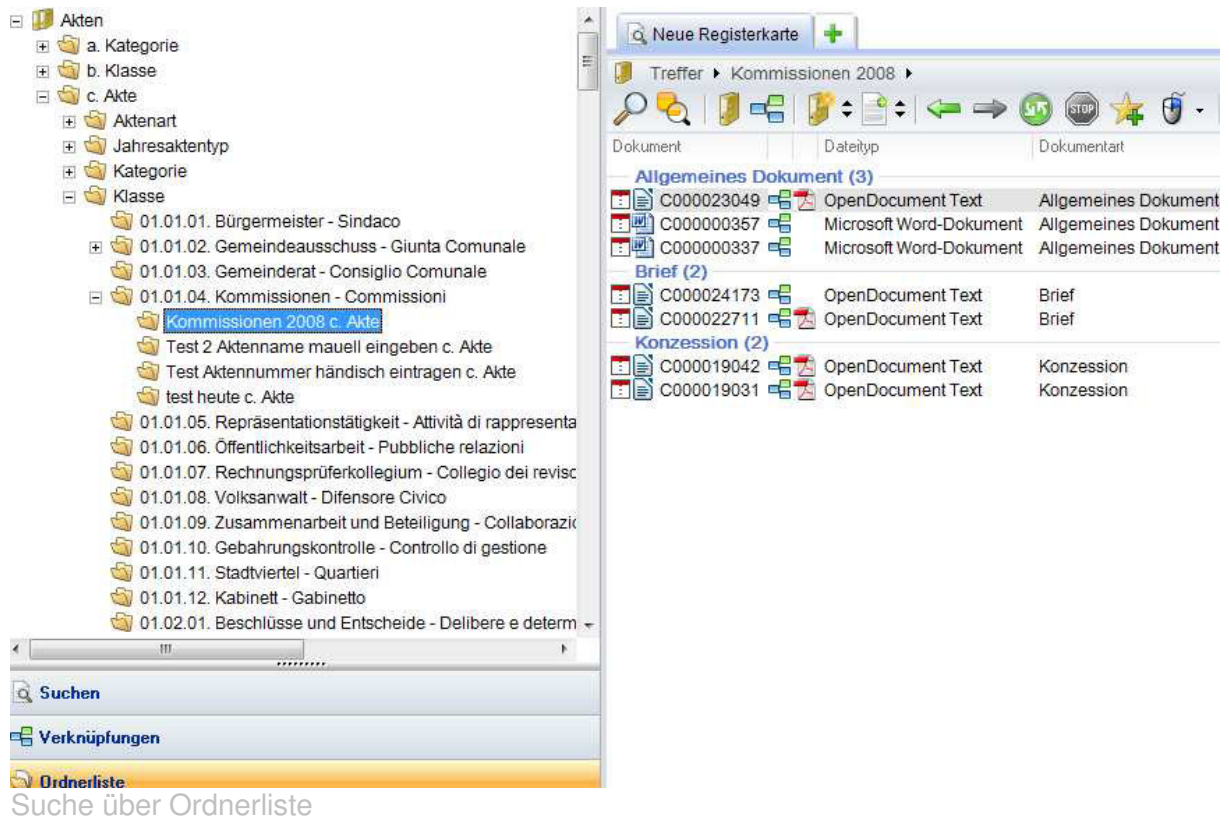 Akten
a. Kategorie
b. Klasse
c. Akte
Aktenart
Jahresaktentyp
Kategorie
Klasse
01.01.01. Bürgermeister - Sindaco
01.01.02. Gemeindeausschuss - Giunta Comunale
01.01.03. Gemeinderat - Consiglio Comunale
01.01.04. Kommissionen - Commissioni
Kommissionen 2008 c. Akte
Test 2 Aktenname mauell eingeben c. Akte
Test Aktennummer händisch eintragen c. Akte
test heute c. Akte
01.01.05. Repräsentationstätigkeit - Attività di rappresenta
01.01.06. Öffentlichkeitsarbeit - Pubbliche relazioni
01.01.07. Rechnungsprüferkollegium - Collegio dei revisc
01.01.08. Volksanwalt - Difensore Civico
01.01.09. Zusammenarbeit und Beteiligung - Collaborazic
01.01.10. Gebahrungskontrolle - Controllo di gestione
01.01.11. Stadtviertel - Quartieri
01.01.12. Kabinett - Gabinetto
01.02.01. Beschlüsse und Entscheide - Delibere e determ
Suchen
Verknüpfungen
Ordnerliste
Neue Registerkarte
Treffer Kommissionen 2008
STOP
Dokument Dateityp Dokumentart
Allgemeines Dokument (3)
C000023049 OpenDocument Text Allgemeines Dokument
C000000357 Microsoft Word-Dokument Allgemeines Dokument
C000000337 Microsoft Word-Dokument Allgemeines Dokument
Brief (2)
C000024173 OpenDocument Text Brief
C000022711 OpenDocument Text Brief
Konzession (2)
C000019042 OpenDocument Text Konzession
C000019031 OpenDocument Text Konzession
Suche über Ordnerliste